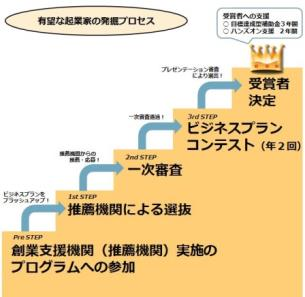 有望な起業家の発掘プロセス
受賞者への支援
○ 目標達成型補助金3年間
○ ハンズオン支援 2年間
プレゼンテーション審査
により選出!
受賞者
決定
一次審査通過!
3rd STEP
ビジネスプラン
コンテスト(年2回)
推薦機関からの
推薦・応募!
2nd STEP
一次審査
ビジネスプランを
ブラッシュアップ!
1st STEP
推薦機関による選抜
Pre STEP
創業支援機関(推薦機関)実施の
プログラムへの参加